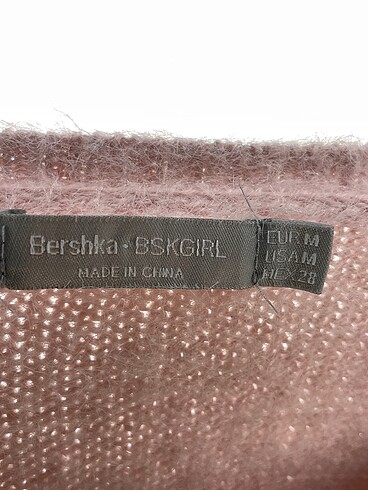 Bershka · BSKGIRL
MADE IN CHINA
EUR M
USA M
MEX 28